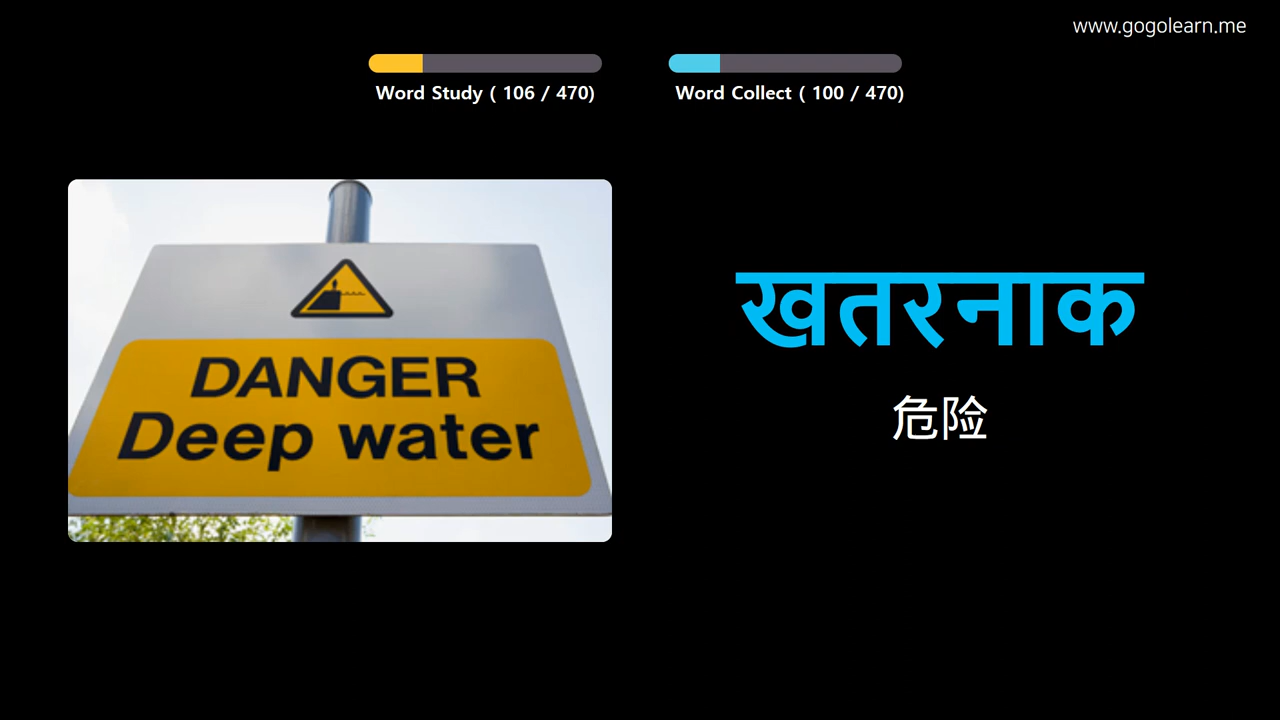 www.gogolearn.me
Word Study ( 106 / 470)
Word Collect ( 100 / 470)
DANGER
Deep water
खतरनाक
危险